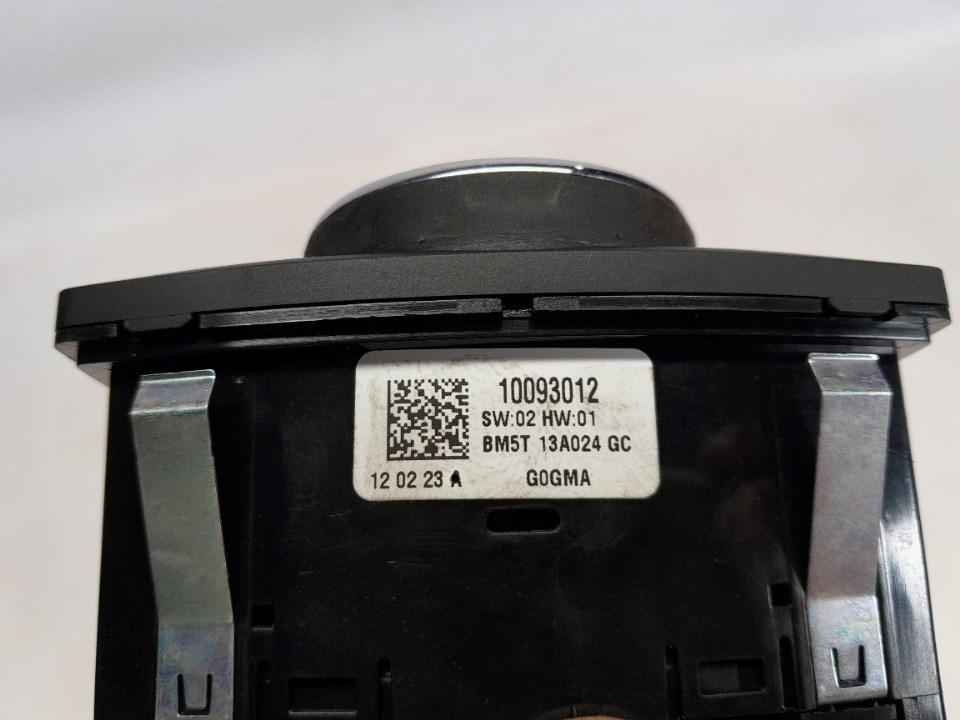 10093012
SW:02 HW:01
BM5T 13A024 GC
12 02 23 A
G0GMA